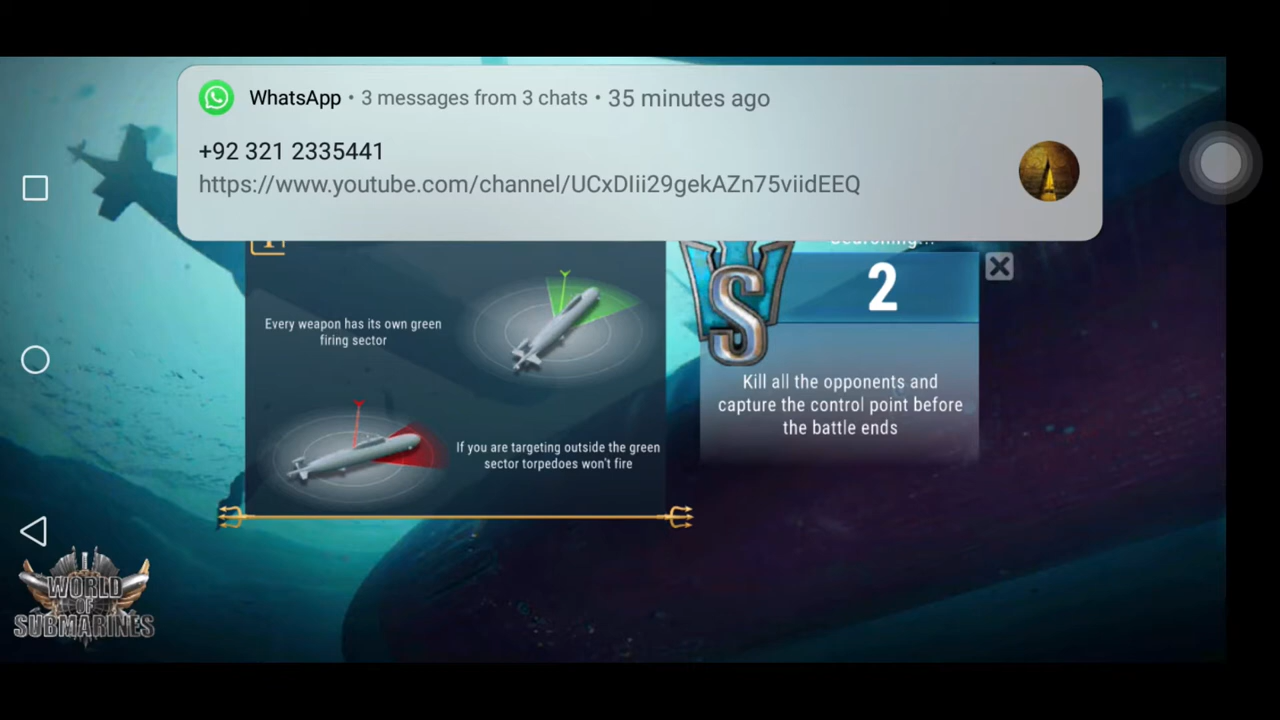 WhatsApp • 3 messages from 3 chats • 35 minutes ago
+92 321 2335441
https://www.youtube.com/channel/UCxDIii29gekAZn75viidEEQ
Searching...
2
S
Every weapon has its own green
firing sector
Kill all the opponents and
capture the control point before
the battle ends
If you are targeting outside the green
sector torpedoes won't fire
WORLD
OF
SUBMARINES